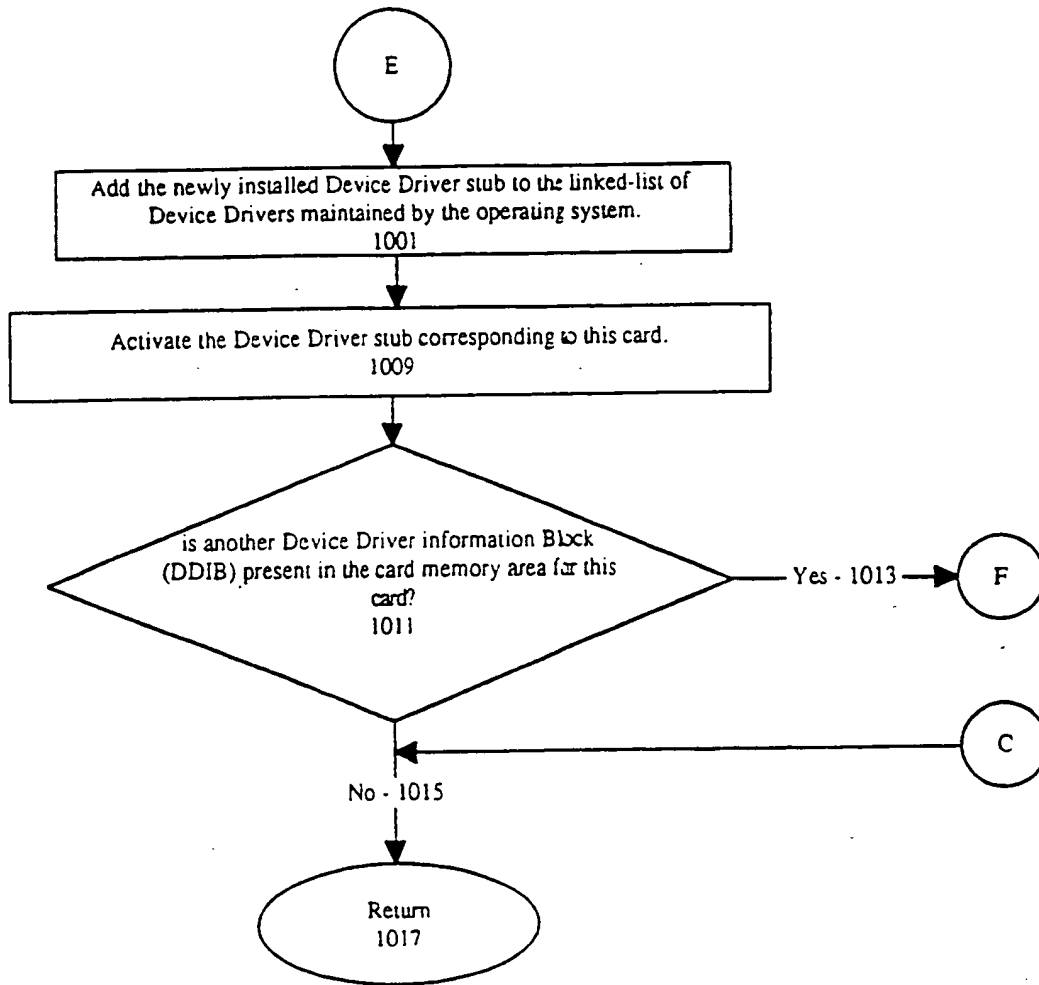 E
Add the newly installed Device Driver stub to the linked-list of
Device Drivers maintained by the operating system.
1001
Activate the Device Driver stub corresponding to this card.
1009
is another Device Driver information Block
(DDIB) present in the card memory area for this
card?
1011
Yes - 1013
F
C
No - 1015
Return
1017